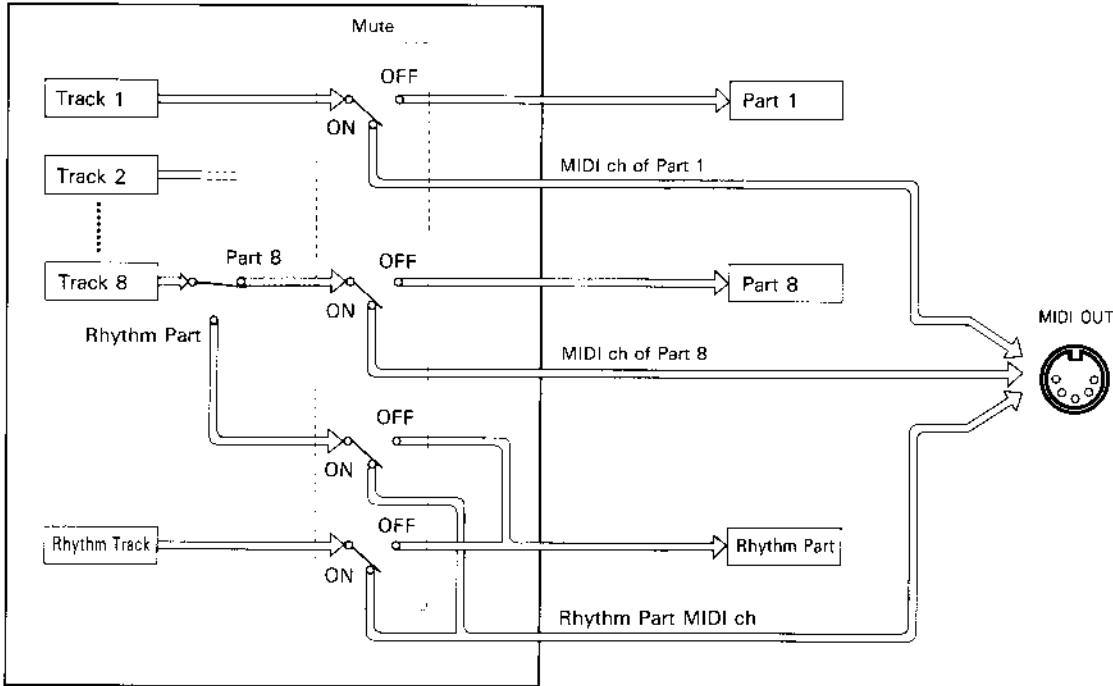 Mute
OFF
Track 1
Part 1
ON
MIDI ch of Part 1
Track 2
Part 8
OFF
Track 8
Part 8
ON
MIDI OUT
Rhythm Part
MIDI ch of Part 8
OFF
ON
OFF
Rhythm Track
Rhythm Part
ON
Rhythm Part MIDI ch